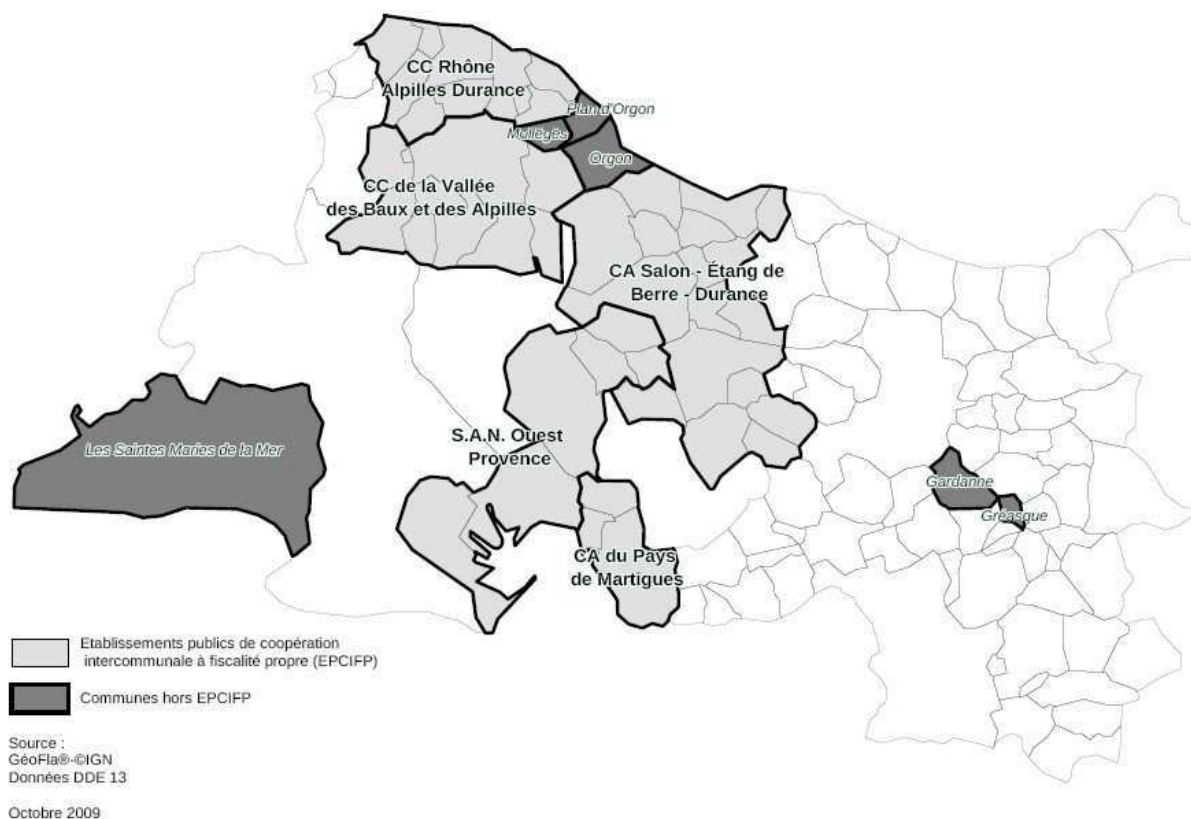 CC Rhône
Alpilles Durance
Plan d'Orgon
Mollégès
Orgon
CC de la Vallée
des Baux et des Alpilles
CA Salon - Étang de
Berre - Durance
S.A.N. Ouest
Provence
Les Saintes Maries de la Mer
Gardanne
Gréasque
CA du Pays
de Martigues
Etablissements publics de coopération
intercommunale à fiscalité propre (EPCIFP)
Communes hors EPCIFP
Source :
GéoFla®-©IGN
Données DDE 13
Octobre 2009